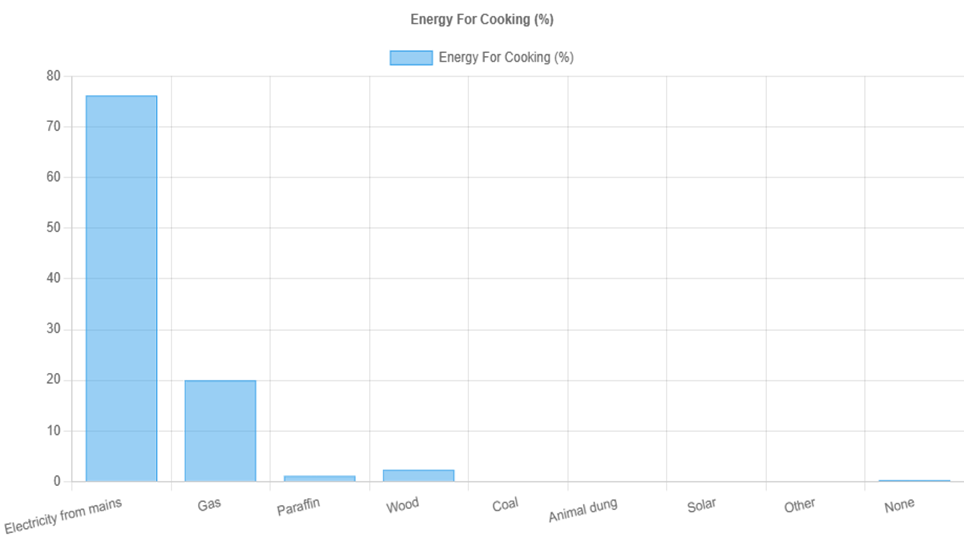 Energy For Cooking (%)
Energy For Cooking (%)
80
70
60
50
40
30
20
10
0
Electricity from mains
Gas
Paraffin
Wood
Coal
Animal dung
Solar
Other
None